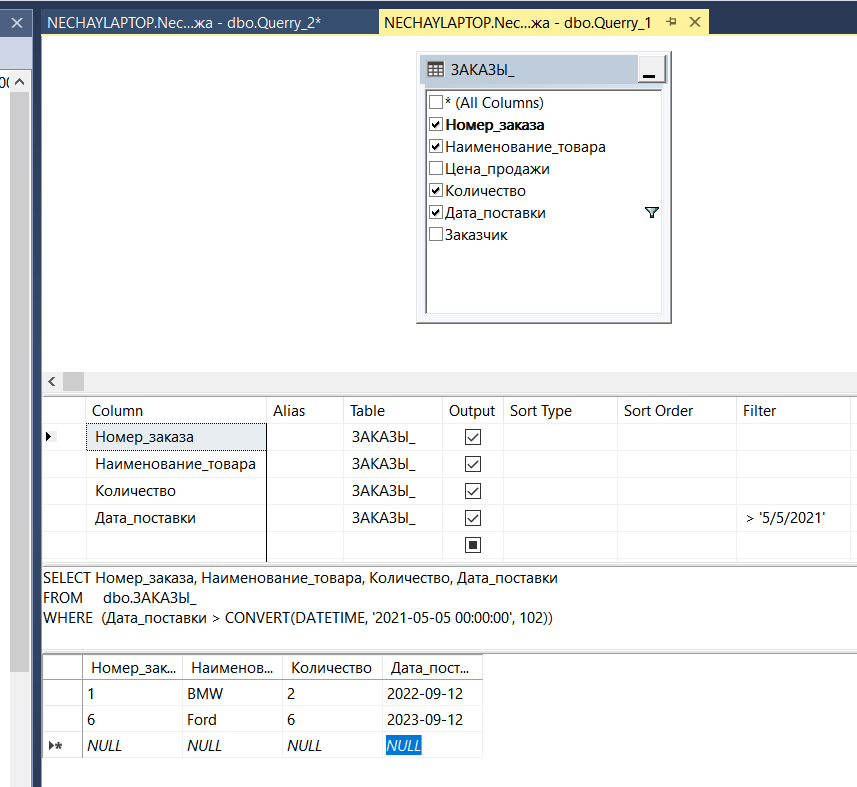 NECHAYLAPTOP.Nec...жа - dbo.Querry_2*
NECHAYLAPTOP.Nec...жа - dbo.Querry_1
ЗАКАЗЫ_
* (All Columns)
Номер_заказа
Наименование_товара
Цена_продажи
Количество
Дата_поставки
Заказчик
Column Alias Table Output Sort Type Sort Order Filter
Номер_заказа ЗАКАЗЫ_
Наименование_товара ЗАКАЗЫ_
Количество ЗАКАЗЫ_
Дата_поставки ЗАКАЗЫ_ > '5/5/2021'
SELECT Номер_заказа, Наименование_товара, Количество, Дата_поставки
FROM dbo.ЗАКАЗЫ_
WHERE (Дата_поставки > CONVERT(DATETIME, '2021-05-05 00:00:00', 102))
Номер_зак... Наименов... Количество Дата_пост...
1 BMW 2 2022-09-12
6 Ford 6 2023-09-12
NULL NULL NULL NULL